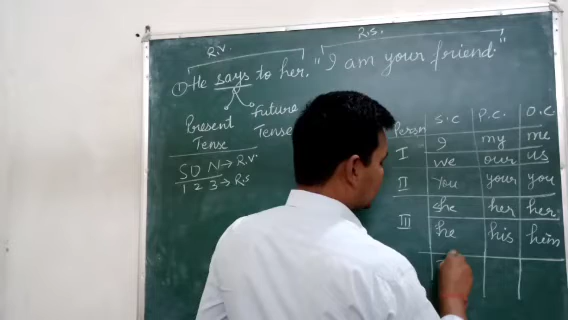 R.V. R.S.
① He says to her. "I am your friend."
Present Future
Tense Tense
S O N → R.V.
1 2 3 → R.S
Person S.C P.C. O.C.
I I my me
we our us
II You your you
III She her her
he his him